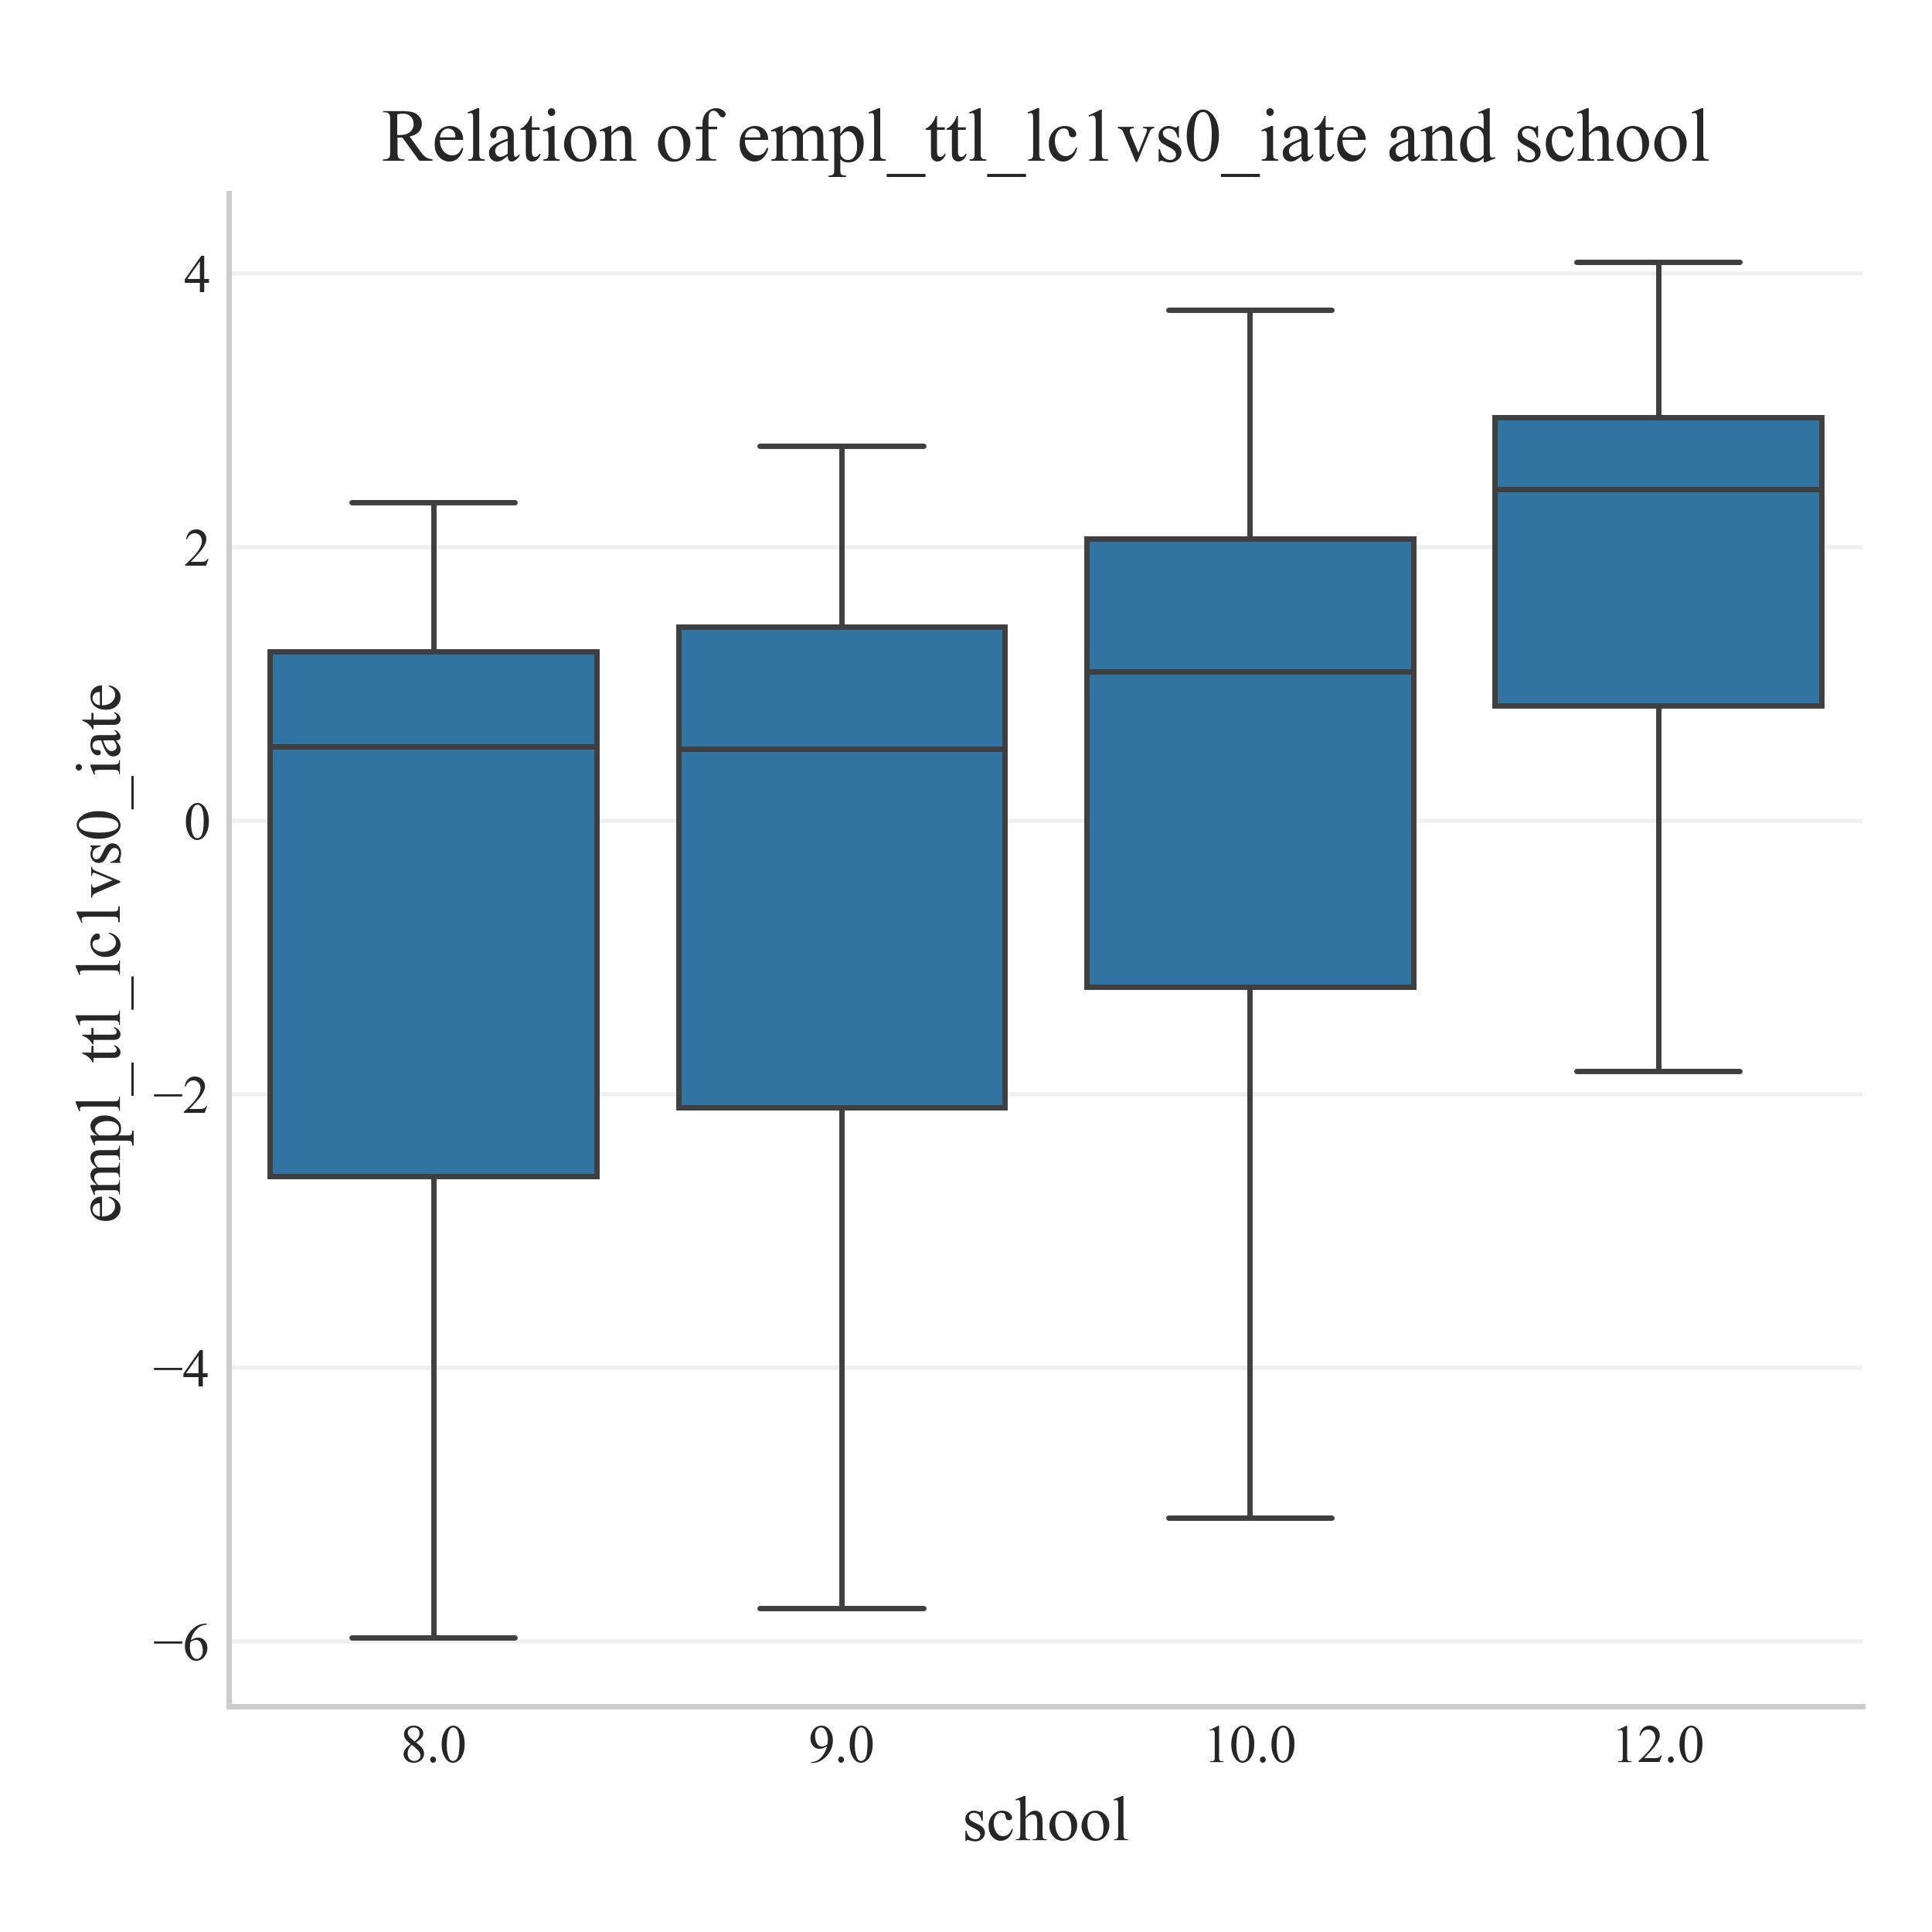 Relation of empl_ttl_lc1vs0_iate and school
empl_ttl_lc1vs0_iate
4
2
0
−2
−4
−6
8.0 9.0 10.0 12.0
school